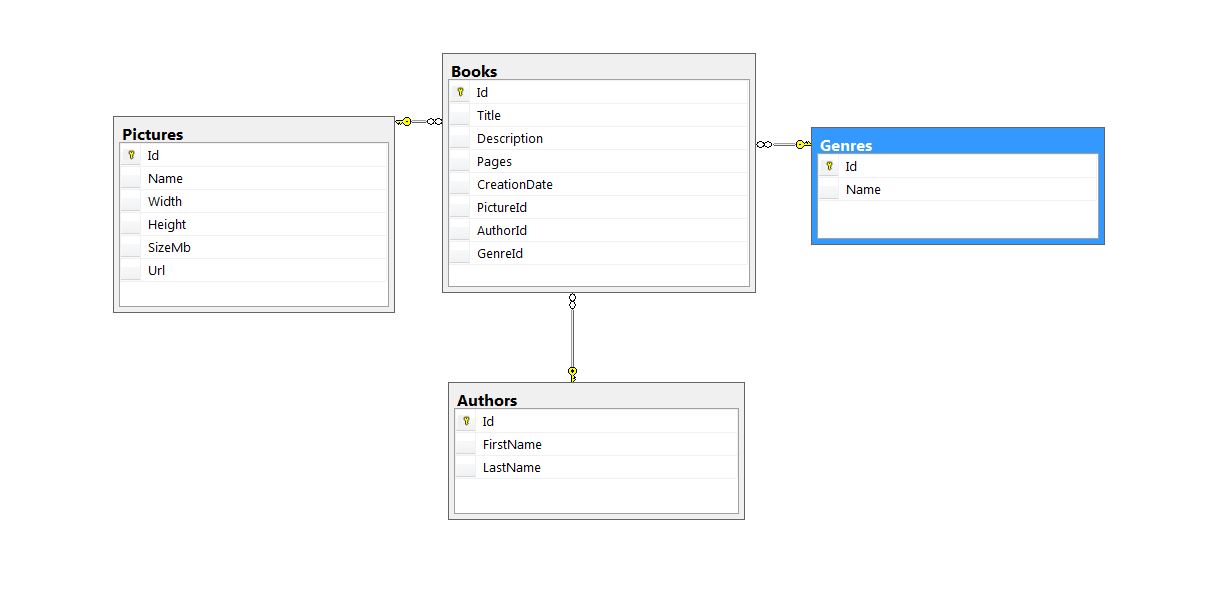 Pictures
Id
Name
Width
Height
SizeMb
Url
Books
Id
Title
Description
Pages
CreationDate
PictureId
AuthorId
GenreId
Genres
Id
Name
Authors
Id
FirstName
LastName